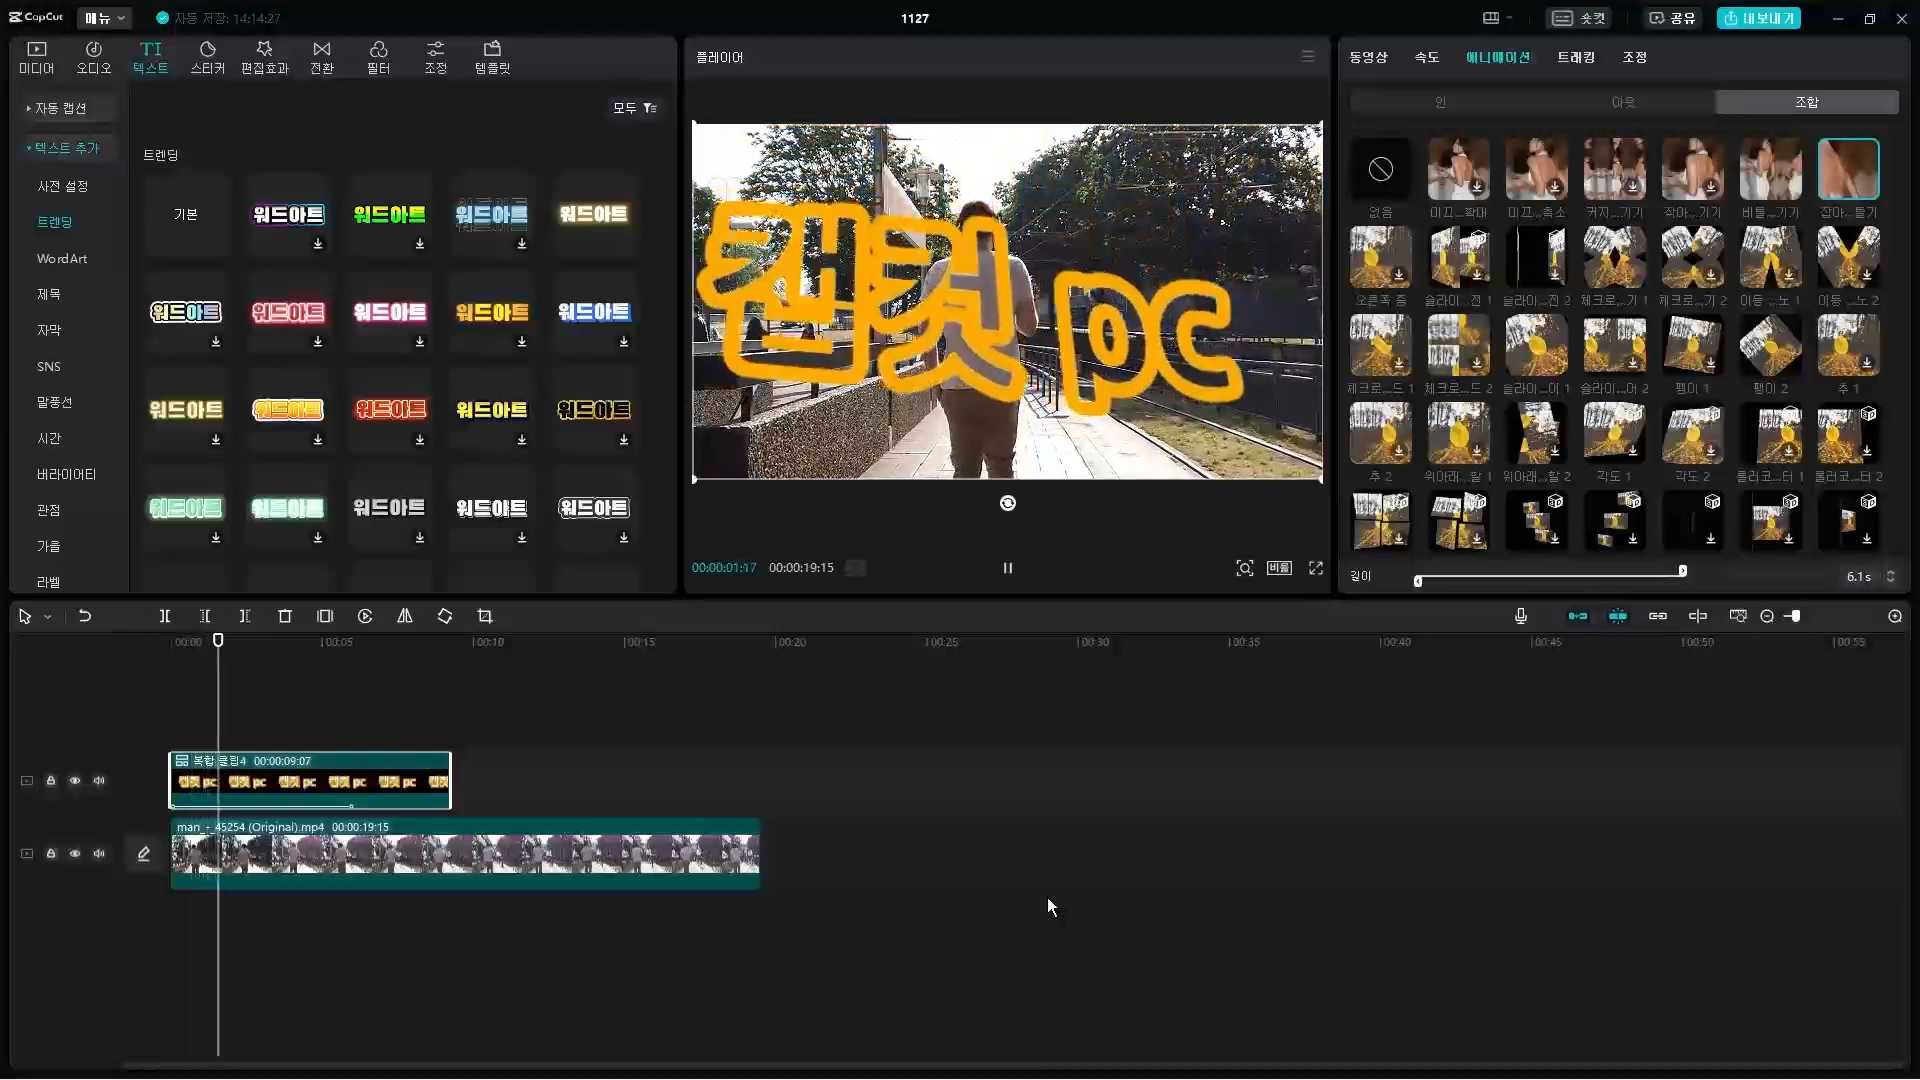 CapCut 메뉴 자동 저장: 14:14:27 1127 숏컷 공유 내보내기
미디어 오디오 텍스트 스티커 편집효과 전환 필터 조정 템플릿
플레이어
동영상 속도 애니메이션 트래킹 조정
자동 캡션
모두
인 아웃 조합
텍스트 추가
트렌딩
사전 설정
트렌딩
WordArt
제목
자막
SNS
말풍선
시간
버라이어티
관점
가을
라벨
기본 워드아트 워드아트 워드아트 워드아트
워드아트 워드아트 워드아트 워드아트 워드아트
워드아트 워드아트 워드아트 워드아트 워드아트
워드아트 워드아트 워드아트 워드아트 워드아트
캡컷 pc
00:00:01:17 00:00:19:15
비율
없음 미끄...확대 미끄...축소 커지...기기 작아...기기 비틀...기기
오른쪽 줌 슬라이...전 1 슬라이...전 2 체크로...기 1 체크로...기 2 이등...노 1 이등...노 2
체크로...드 1 체크로...드 2 슬라이...어 1 슬라이...어 2 팽이 1 팽이 2 추 1
추 2 위아래...할 1 위아래...할 2 각도 1 각도 2 롤러코...터 1 롤러코...터 2
길이 6.1s
00:00 00:05 00:10 00:15 00:20 00:25 00:30 00:35 00:40 00:45 00:50 00:55
복합 클립4 00:00:09:07
캡컷 pc 캡컷 pc 캡컷 pc 캡컷 pc 캡컷 pc
man_-_45254 (Original).mp4 00:00:19:15